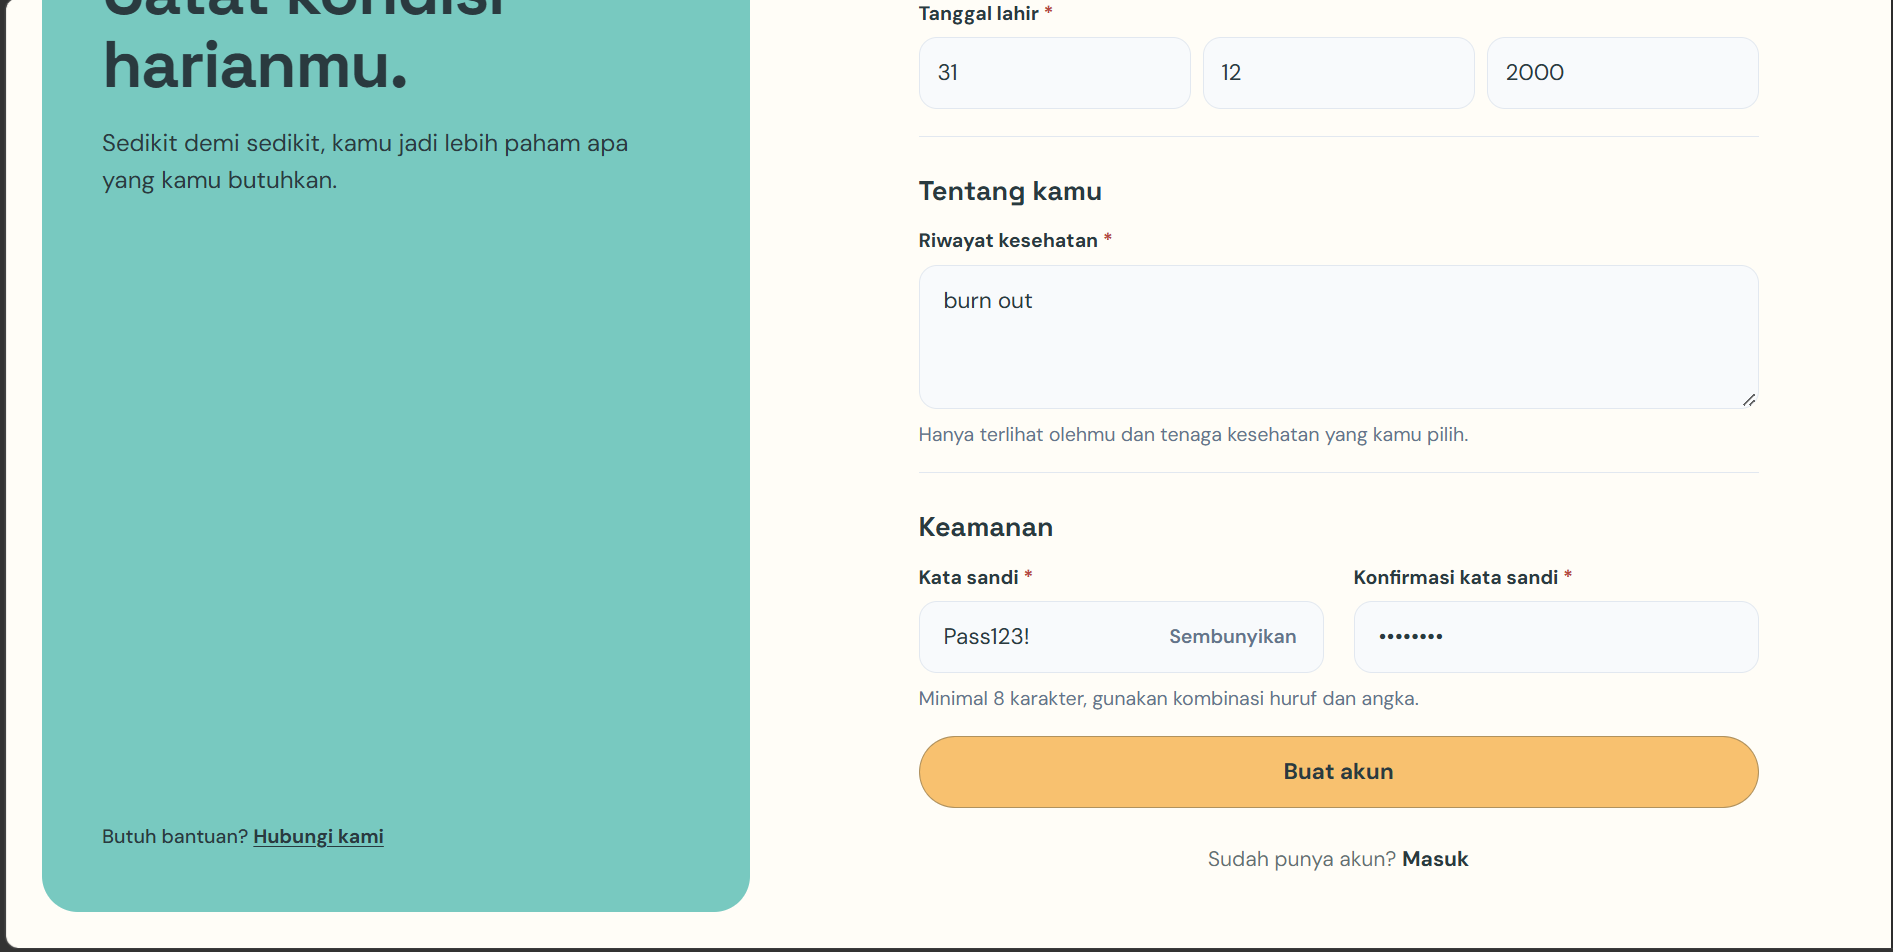 Catat kondisi
harianmu.
Sedikit demi sedikit, kamu jadi lebih paham apa
yang kamu butuhkan.
Butuh bantuan? Hubungi kami
Tanggal lahir *
31
12
2000
Tentang kamu
Riwayat kesehatan *
burn out
Hanya terlihat olehmu dan tenaga kesehatan yang kamu pilih.
Keamanan
Kata sandi *
Konfirmasi kata sandi *
Pass123!
Sembunyikan
••••••••
Minimal 8 karakter, gunakan kombinasi huruf dan angka.
Buat akun
Sudah punya akun? Masuk